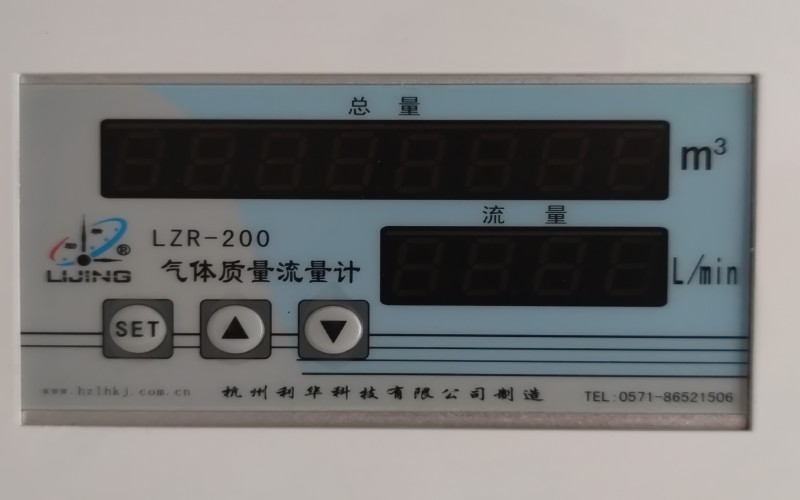 总 量
m³
流 量
LZR-200
® LIJING
气体质量流量计
L/min
SET
www.hzlhkj.com.cn 杭州利华科技有限公司制造 TEL:0571-86521506